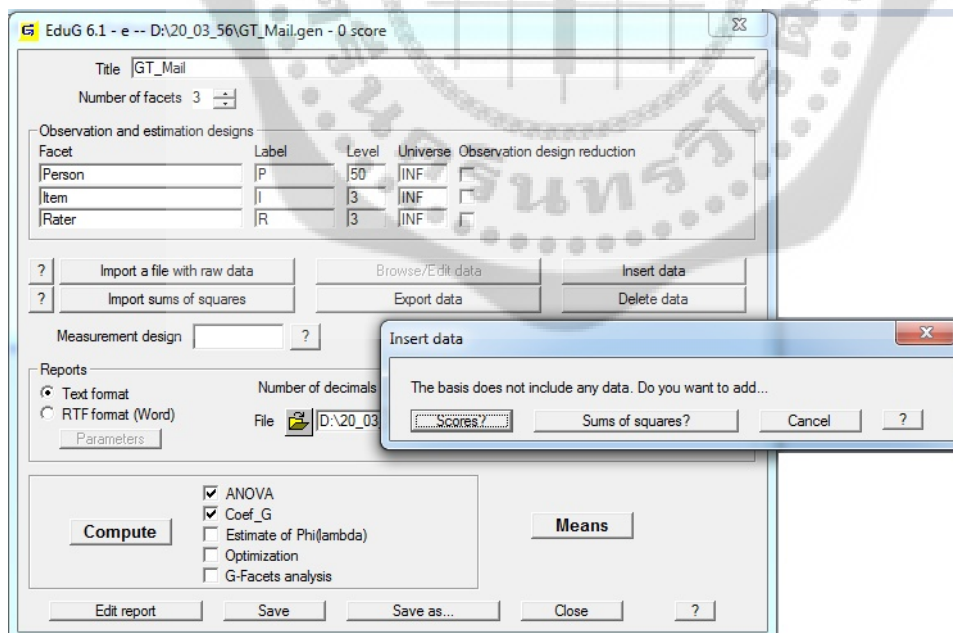 EduG 6.1 - e -- D:\20_03_56\GT_Mail.gen - 0 score
Title GT_Mail
Number of facets 3
Observation and estimation designs
Facet Label Level Universe Observation design reduction
Person P 50 INF
Item I 3 INF
Rater R 3 INF
? Import a file with raw data Browse/Edit data Insert data
? Import sums of squares Export data Delete data
Measurement design ?
Reports
Text format Number of decimals
RTF format (Word) File D:\20_03
Parameters
Insert data
The basis does not include any data. Do you want to add...
Scores? Sums of squares? Cancel ?
ANOVA
Coef_G
Compute Estimate of Phi(lambda) Means
Optimization
G-Facets analysis
Edit report Save Save as... Close ?